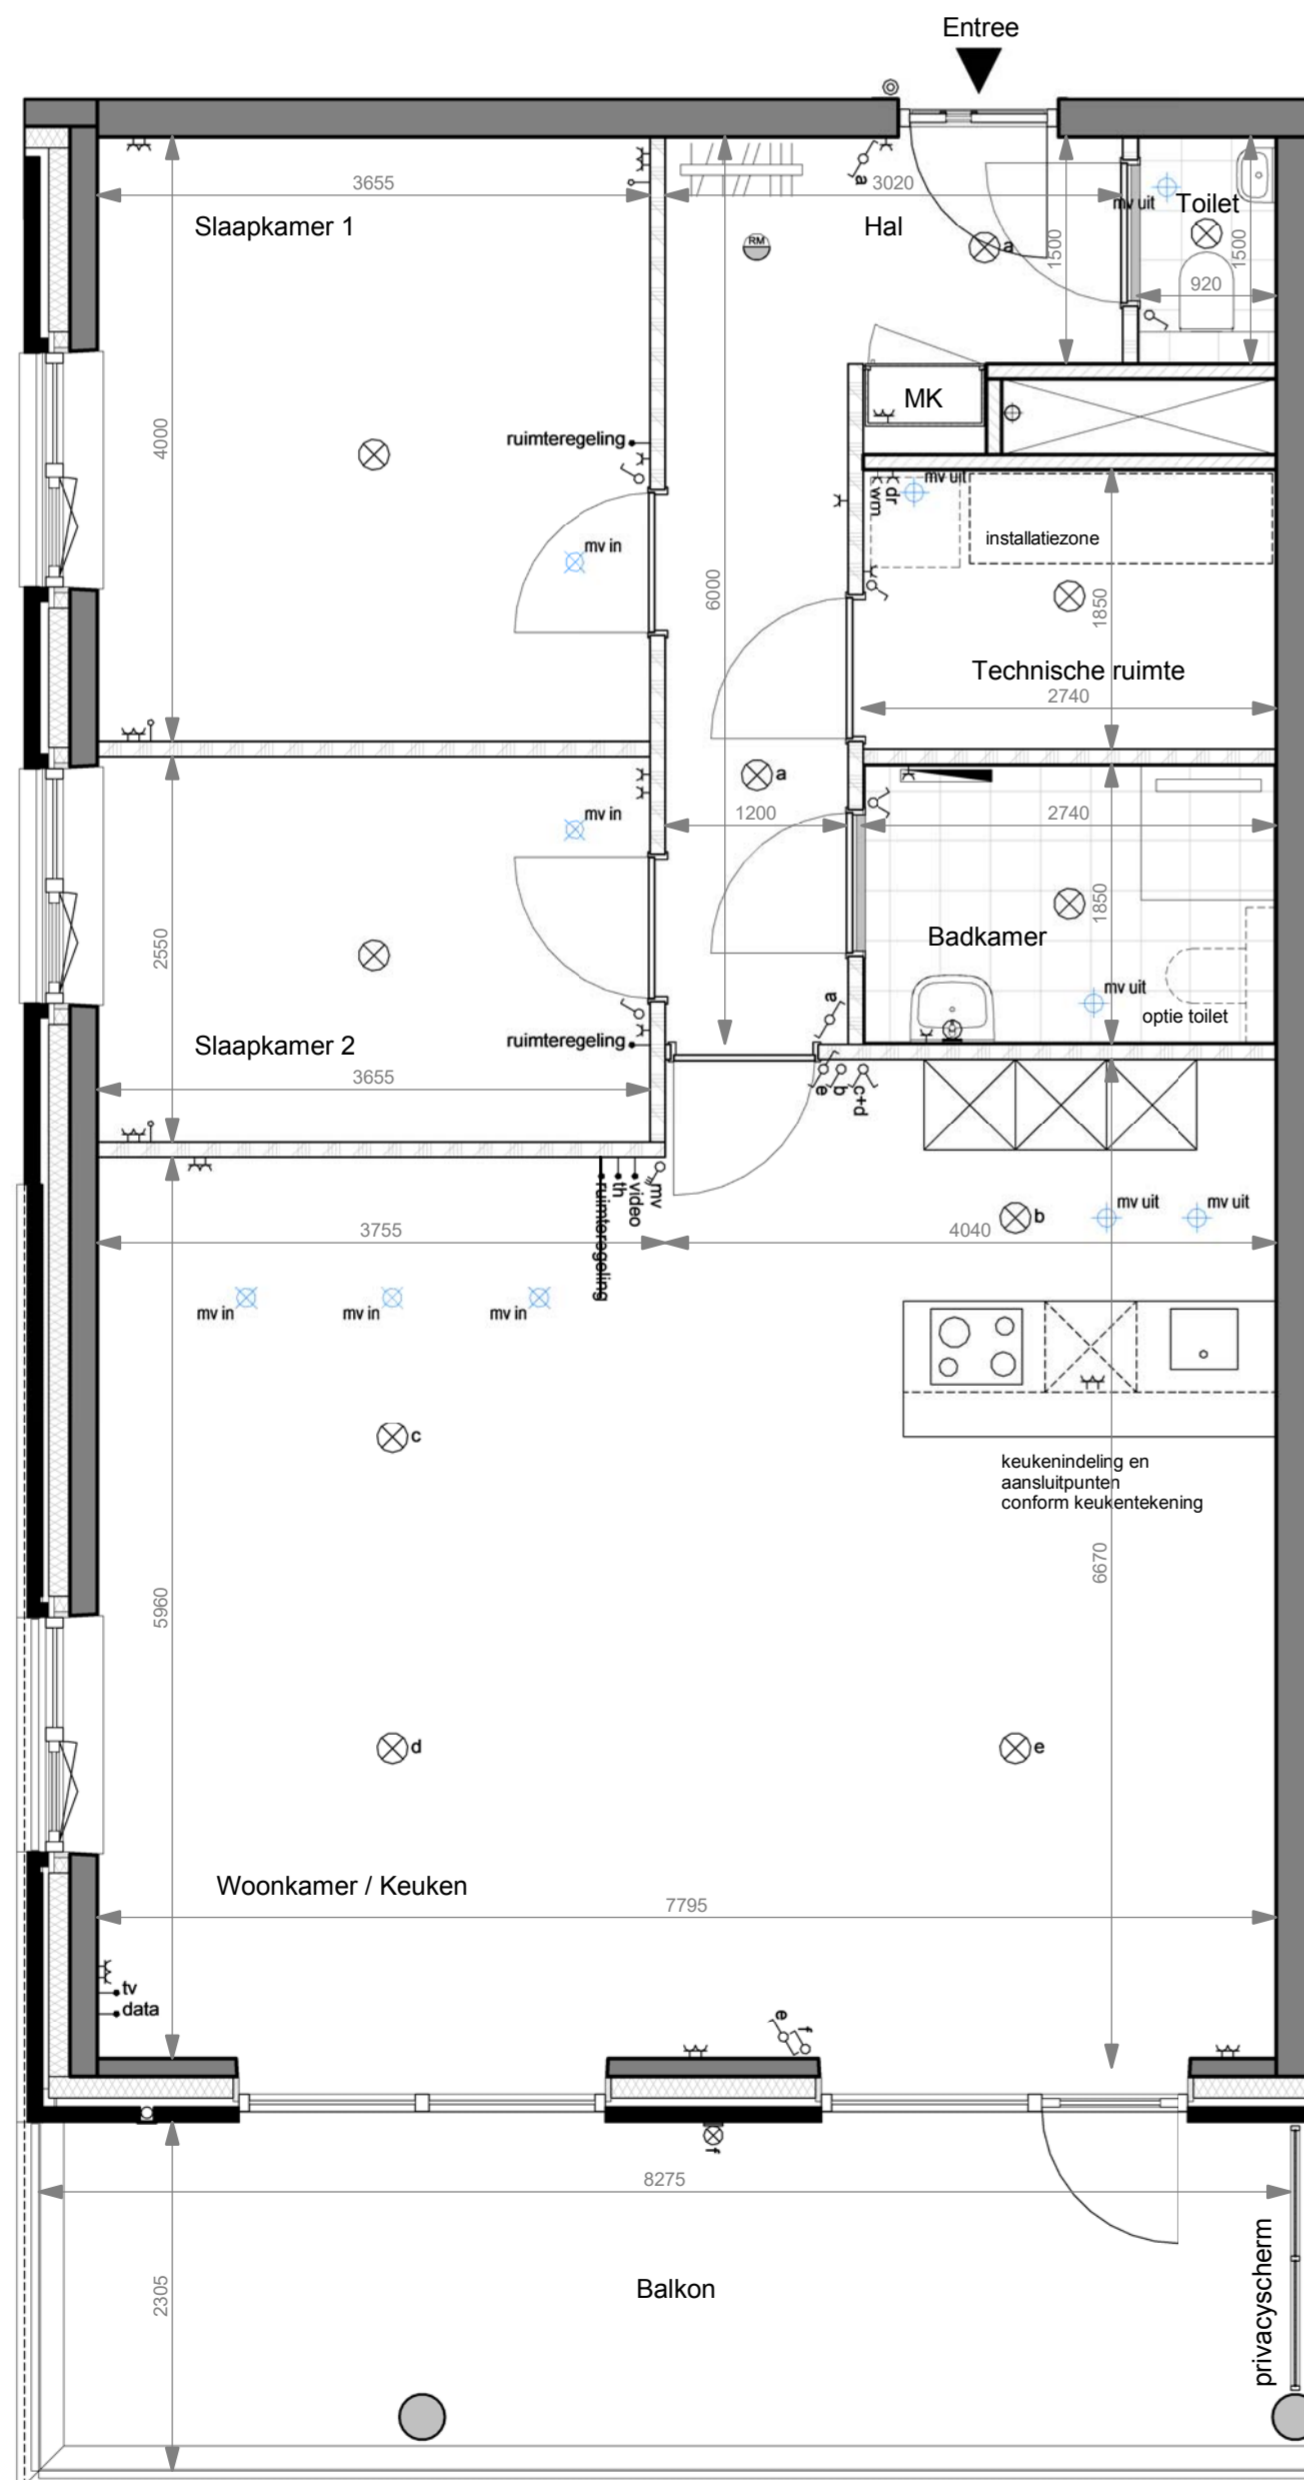 Entree
3655
3020
a
mv uit
Toilet
Slaapkamer 1
Hal
RM
a
1500
1500
920
MK
4000
ruimteregeling
mv uit
wm
dr
installatiezone
mv in
6000
1850
Technische ruimte
2740
a
mv in
1200
2740
1850
Badkamer
2550
mv uit
a
optie toilet
ruimteregeling
Slaapkamer 2
3655
e
b
c+d
mv
video
th
ruimteregeling
b
mv uit
mv uit
3755
4040
mv in
mv in
mv in
c
keukenindeling en
aansluitpunten
conform keukentekening
6670
5960
d
e
Woonkamer / Keuken
7795
tv
data
e
f
f
8275
privacyscherm
2305
Balkon